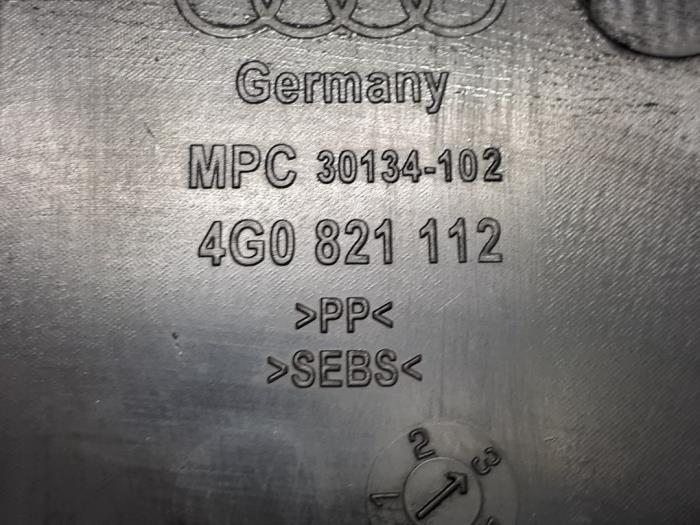 Germany
MPC 30134-102
4G0 821 112
>PP<
>SEBS<
2
3
1